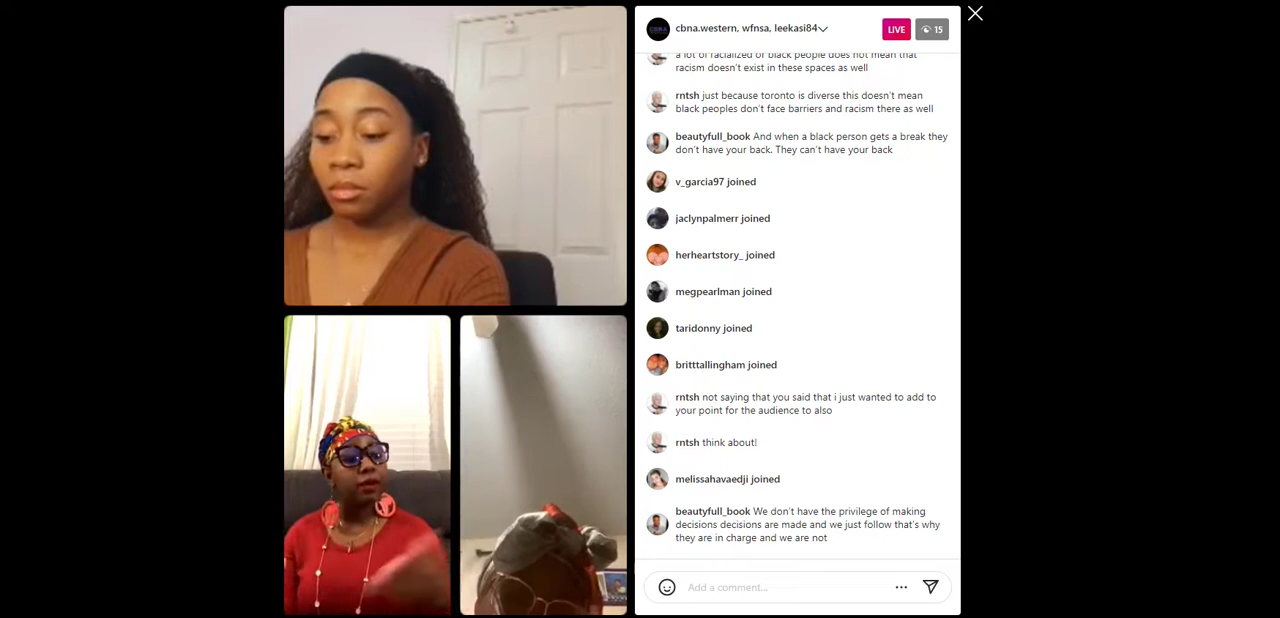 cbna.western, wfnsa, leekasi84
LIVE
15
a lot of racialized or black people does not mean that
racism doesn't exist in these spaces as well
rntsh just because toronto is diverse this doesn't mean
black peoples don't face barriers and racism there as well
beautyfull_book And when a black person gets a break they
don't have your back. They can't have your back
v_garcia97 joined
jaclynpalmerr joined
herheartstory_ joined
megpearlman joined
taridonny joined
britttallingham joined
rntsh not saying that you said that i just wanted to add to
your point for the audience to also
rntsh think about!
melissahavaedji joined
beautyfull_book We don't have the privilege of making
decisions decisions are made and we just follow that's why
they are in charge and we are not
Add a comment...